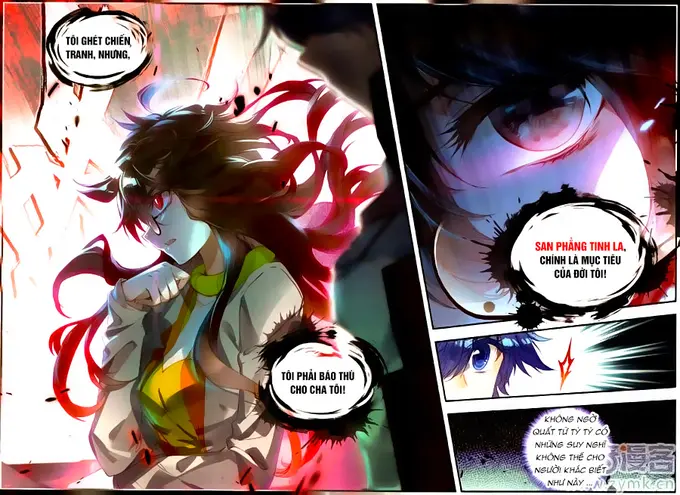 TÔI GHÉT CHIẾN
TRANH, NHƯNG,
TÔI PHẢI BÁO THÙ
CHO CHA TÔI!
SAN PHẲNG TINH LA,
CHÍNH LÀ MỤC TIÊU
CỦA ĐỜI TÔI!
KHÔNG NGỜ
QUẤT TỬ TỶ TỶ CÓ
NHỮNG SUY NGHĨ
KHÔNG THỂ CHO
NGƯỜI KHÁC BIẾT
NHƯ NÀY ...
漫客
.zymk.cn